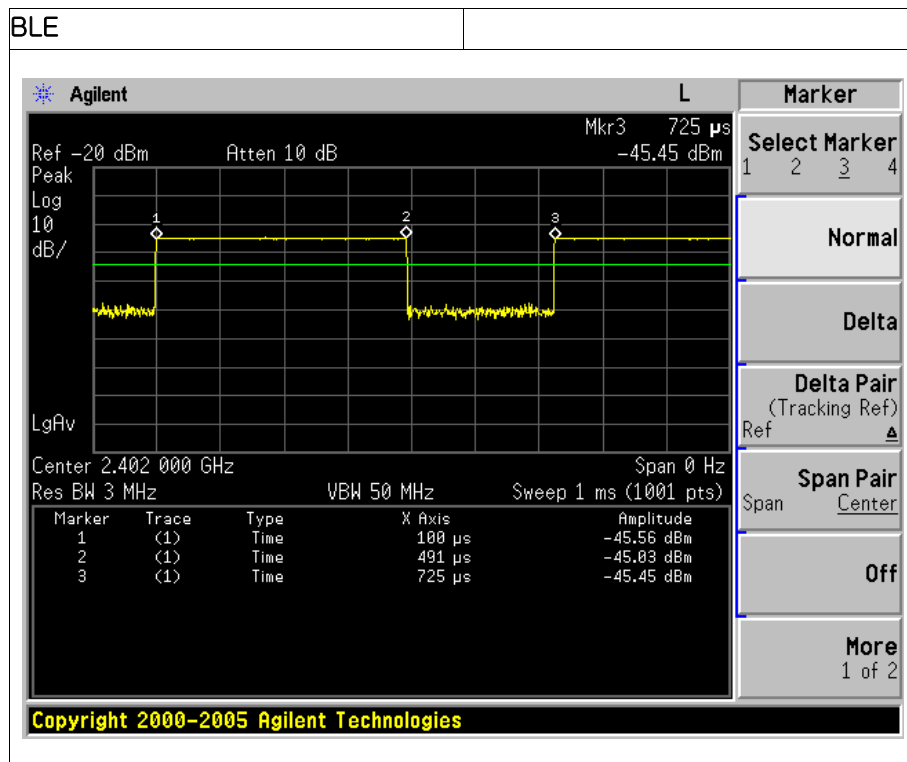 BLE
Agilent L Marker
Mkr3 725 µs
Ref -20 dBm Atten 10 dB -45.45 dBm
Peak
Log
10
dB/
1 2 3
LgAv
Center 2.402 000 GHz Span 0 Hz
Res BW 3 MHz VBW 50 MHz Sweep 1 ms (1001 pts)
Marker Trace Type X Axis Amplitude
1 (1) Time 100 µs -45.56 dBm
2 (1) Time 491 µs -45.03 dBm
3 (1) Time 725 µs -45.45 dBm
Select Marker
1 2 3 4
Normal
Delta
Delta Pair
(Tracking Ref)
Ref Δ
Span Pair
Span Center
Off
More
1 of 2
Copyright 2000-2005 Agilent Technologies